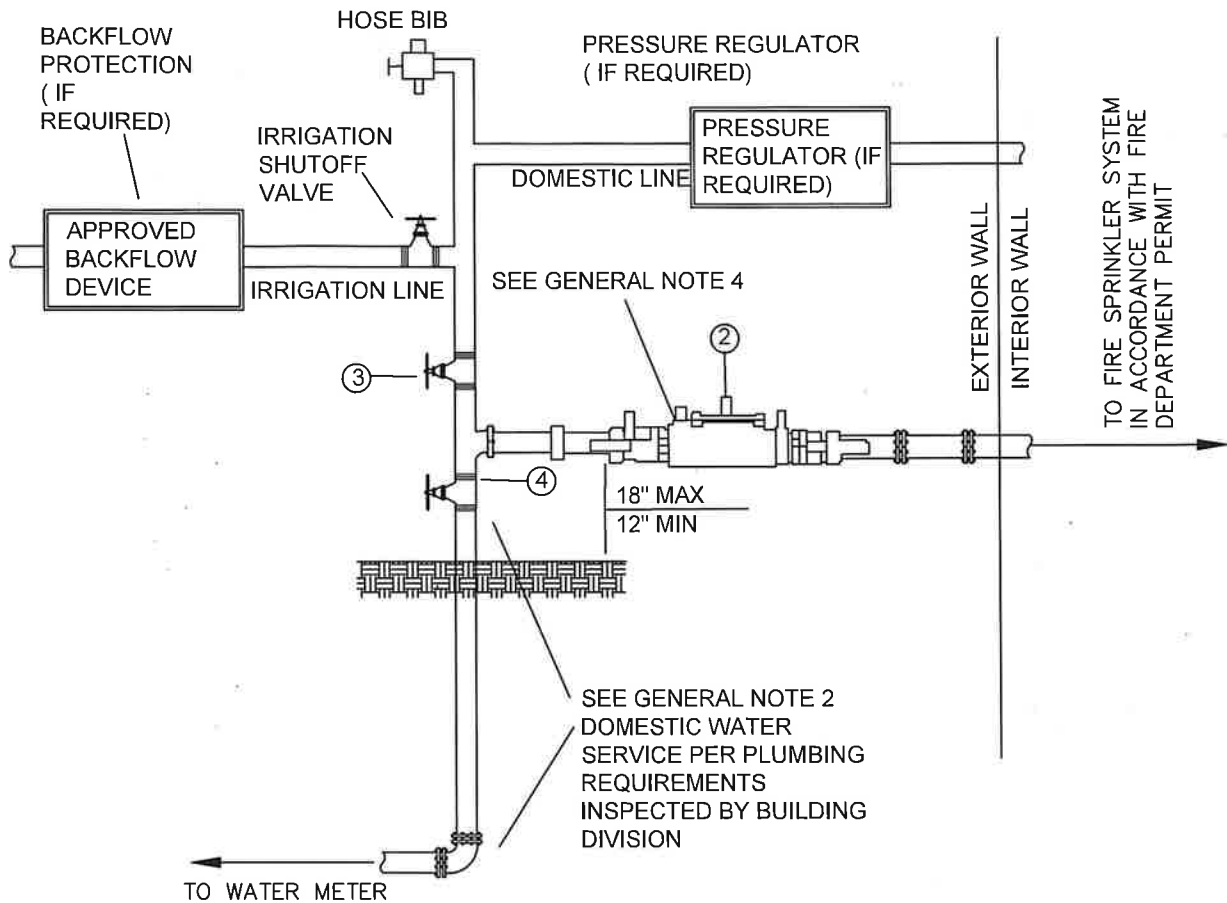 HOSE BIB
BACKFLOW
PROTECTION
( IF
REQUIRED)
PRESSURE REGULATOR
( IF REQUIRED)
IRRIGATION
SHUTOFF
VALVE
PRESSURE
REGULATOR (IF
REQUIRED)
DOMESTIC LINE
APPROVED
BACKFLOW
DEVICE
IRRIGATION LINE
SEE GENERAL NOTE 4
EXTERIOR WALL
INTERIOR WALL
TO FIRE SPRINKLER SYSTEM
IN ACCORDANCE WITH FIRE
DEPARTMENT PERMIT
2
3
4
18" MAX
12" MIN
SEE GENERAL NOTE 2
DOMESTIC WATER
SERVICE PER PLUMBING
REQUIREMENTS
INSPECTED BY BUILDING
DIVISION
TO WATER METER